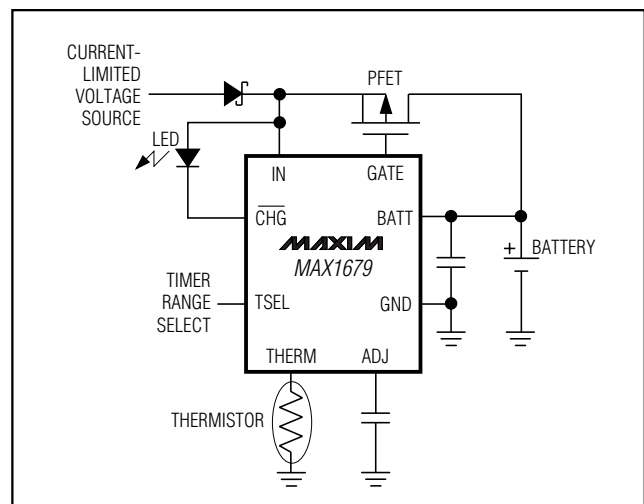 CURRENT-
LIMITED
VOLTAGE
SOURCE
PFET
LED
IN
GATE
CHG
BATT
MAXIM
MAX1679
+
BATTERY
TIMER
RANGE
SELECT
TSEL
GND
THERM
ADJ
THERMISTOR